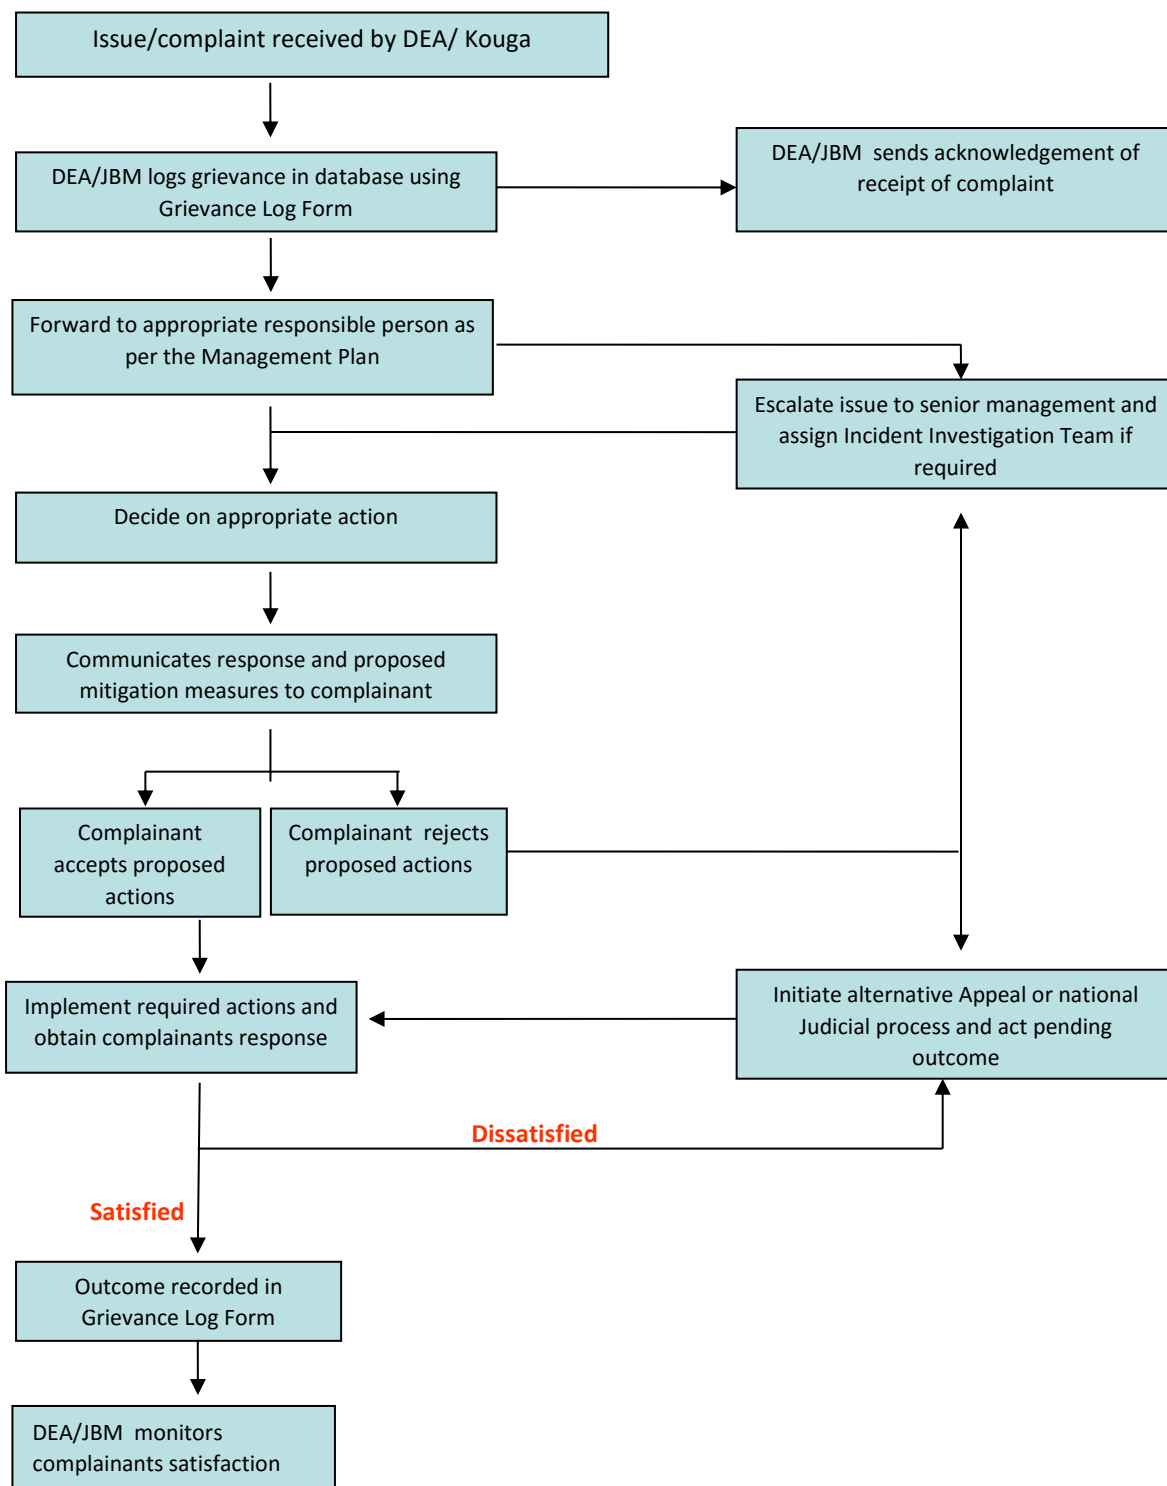 Issue/complaint received by DEA/ Kouga
DEA/JBM logs grievance in database using
Grievance Log Form
DEA/JBM  sends acknowledgement of
receipt of complaint
Forward to appropriate responsible person as
per the Management Plan
Escalate issue to senior management and
assign Incident Investigation Team if
required
Decide on appropriate action
Communicates response and proposed
mitigation measures to complainant
Complainant
accepts proposed
actions
Complainant  rejects
proposed actions
Implement required actions and
obtain complainants response
Initiate alternative Appeal or national
Judicial process and act pending
outcome
Dissatisfied
Satisfied
Outcome recorded in
Grievance Log Form
DEA/JBM  monitors
complainants satisfaction